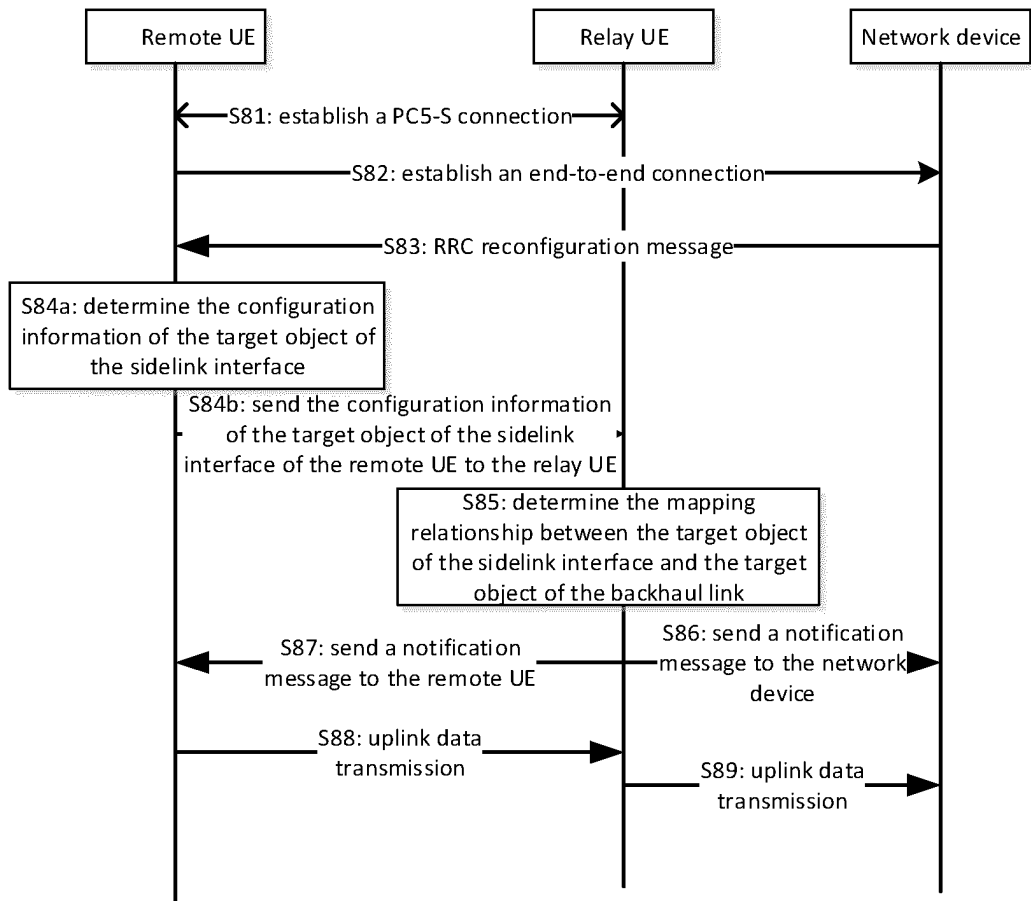 Remote UE
Relay UE
Network device
S81: establish a PC5-S connection
S82: establish an end-to-end connection
S83: RRC reconfiguration message
S84a: determine the configuration
information of the target object of
the sidelink interface
S84b: send the configuration information
of the target object of the sidelink
interface of the remote UE to the relay UE
S85: determine the mapping
relationship between the target object
of the sidelink interface and the target
object of the backhaul link
S86: send a notification
message to the network
device
S87: send a notification
message to the remote UE
S88: uplink data
transmission
S89: uplink data
transmission